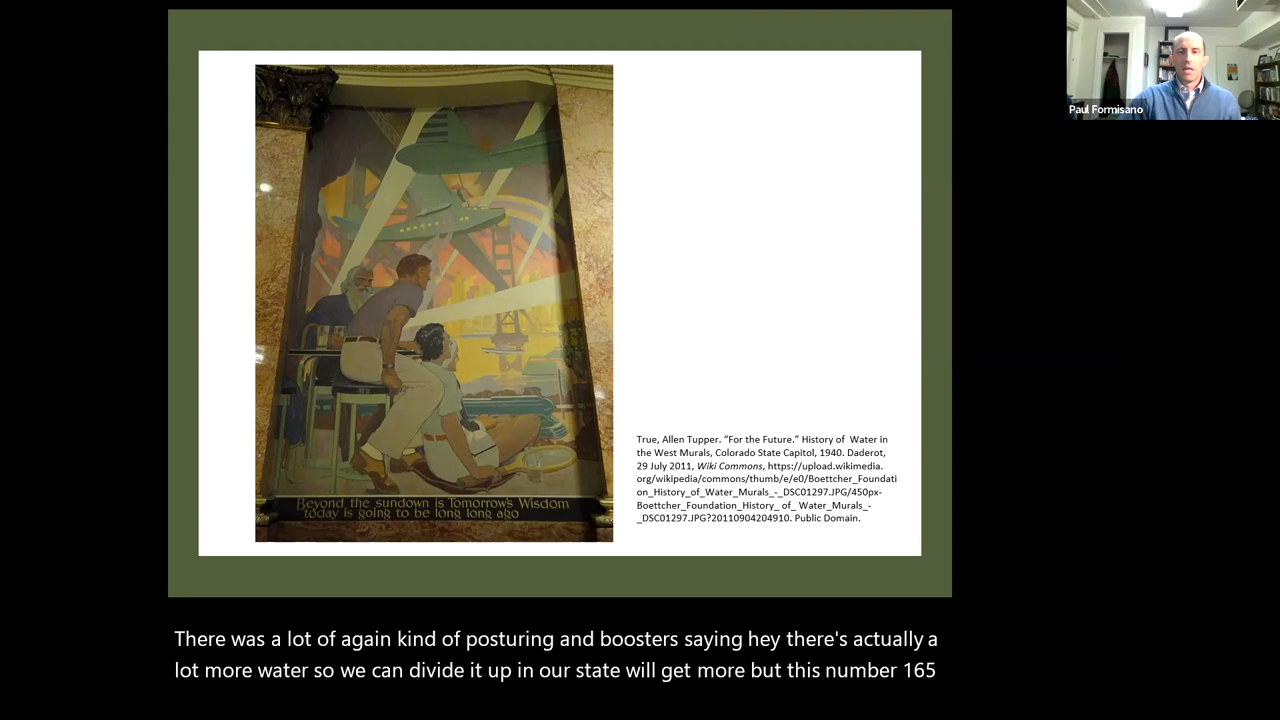 Paul Formisano
True, Allen Tupper. “For the Future.” History of Water in
the West Murals, Colorado State Capitol, 1940. Daderot,
29 July 2011, Wiki Commons, https://upload.wikimedia.
org/wikipedia/commons/thumb/e/e0/Boettcher_Foundati
on_History_of_Water_Murals_-_DSC01297.JPG/450px-
Boettcher_Foundation_History_ of_ Water_Murals_-
_DSC01297.JPG?20110904204910. Public Domain.
Beyond the sundown is Tomorrow's Wisdom
today is going to be long long ago
There was a lot of again kind of posturing and boosters saying hey there's actually a
lot more water so we can divide it up in our state will get more but this number 165